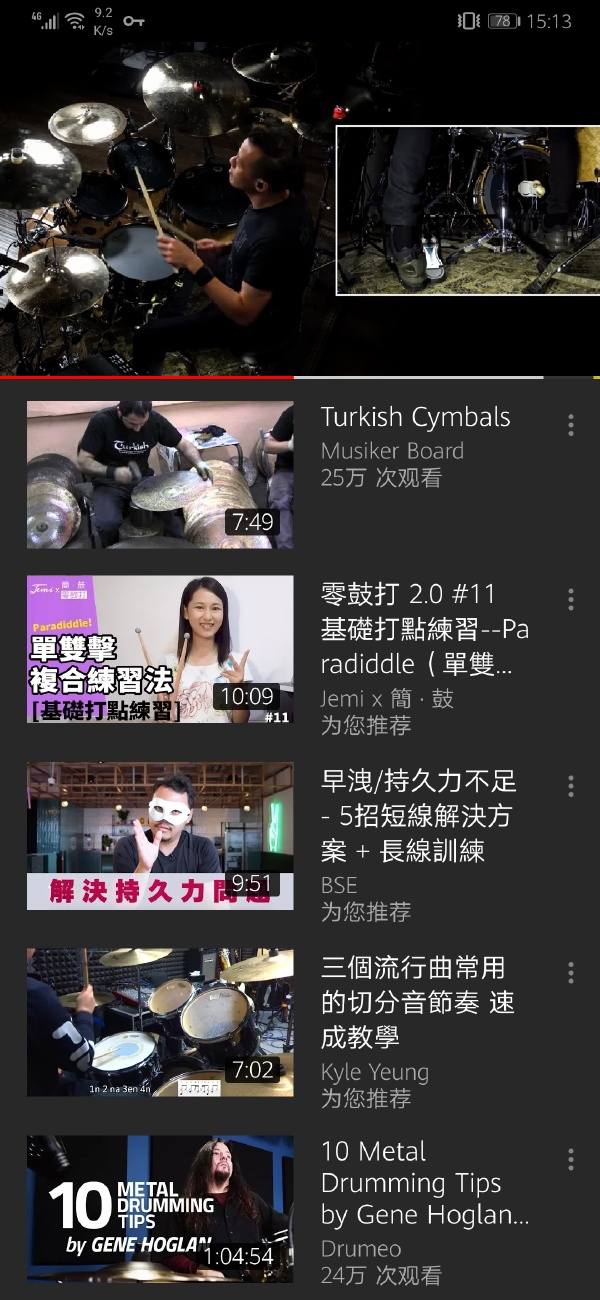 4G 9.2 K/s 78 15:13
Turkish
7:49
Turkish Cymbals
Musiker Board
25万 次观看
Jemi x 簡·鼓
零鼓打
Paradiddle!
單雙擊
複合練習法
[基礎打點練習]
10:09
#11
零鼓打 2.0 #11
基礎打點練習--Pa
radiddle（單雙...
Jemi x 簡 · 鼓
为您推荐
解決持久力問題
9:51
早洩/持久力不足
- 5招短線解決方
案 + 長線訓練
BSE
为您推荐
1n 2 na 3en 4n
7:02
三個流行曲常用
的切分音節奏 速
成教學
Kyle Yeung
为您推荐
10 METAL
DRUMMING
TIPS
by GENE HOGLAN
1:04:54
10 Metal
Drumming Tips
by Gene Hoglan...
Drumeo
24万 次观看